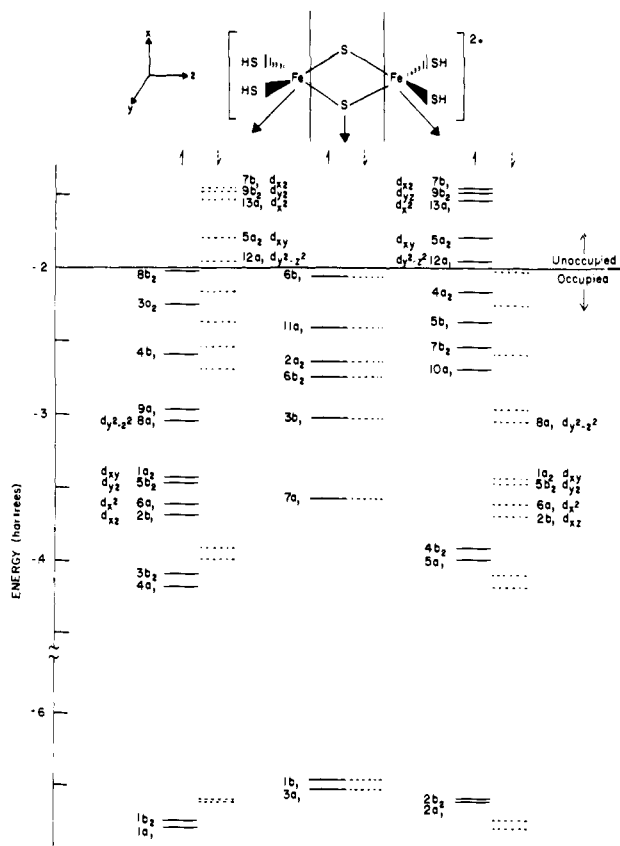 x
y
z
2-
HS
HS
Fe
S
S
Fe
SH
SH
7b₁ dxz
9b₂ dyz
13a₁ dx²
5a₂ dxy
12a₁ dy²-z²
dxz 7b₁
dyz 9b₂
dx² 13a₁
dxy 5a₂
dy²-z² 12a₁
Unoccupied
Occupied
-.2
8b₂
6b₁
4a₂
3a₂
11a₁
5b₁
4b₁
2a₂
7b₂
6b₂
10a₁
9a₁
-.3
dy²-z² 8a₁
3b₁
8a₁ dy²-z²
dxy 1a₂
dyz 5b₂
1a₂ dxy
5b₂ dyz
dx² 6a₁
dxz 2b₁
7a₁
6a₁ dx²
2b₁ dxz
-.4
3b₂
4a₁
4b₂
5a₁
ENERGY (hartrees)
-.6
1b₁
3a₁
2b₂
2a₁
1b₂
1a₁